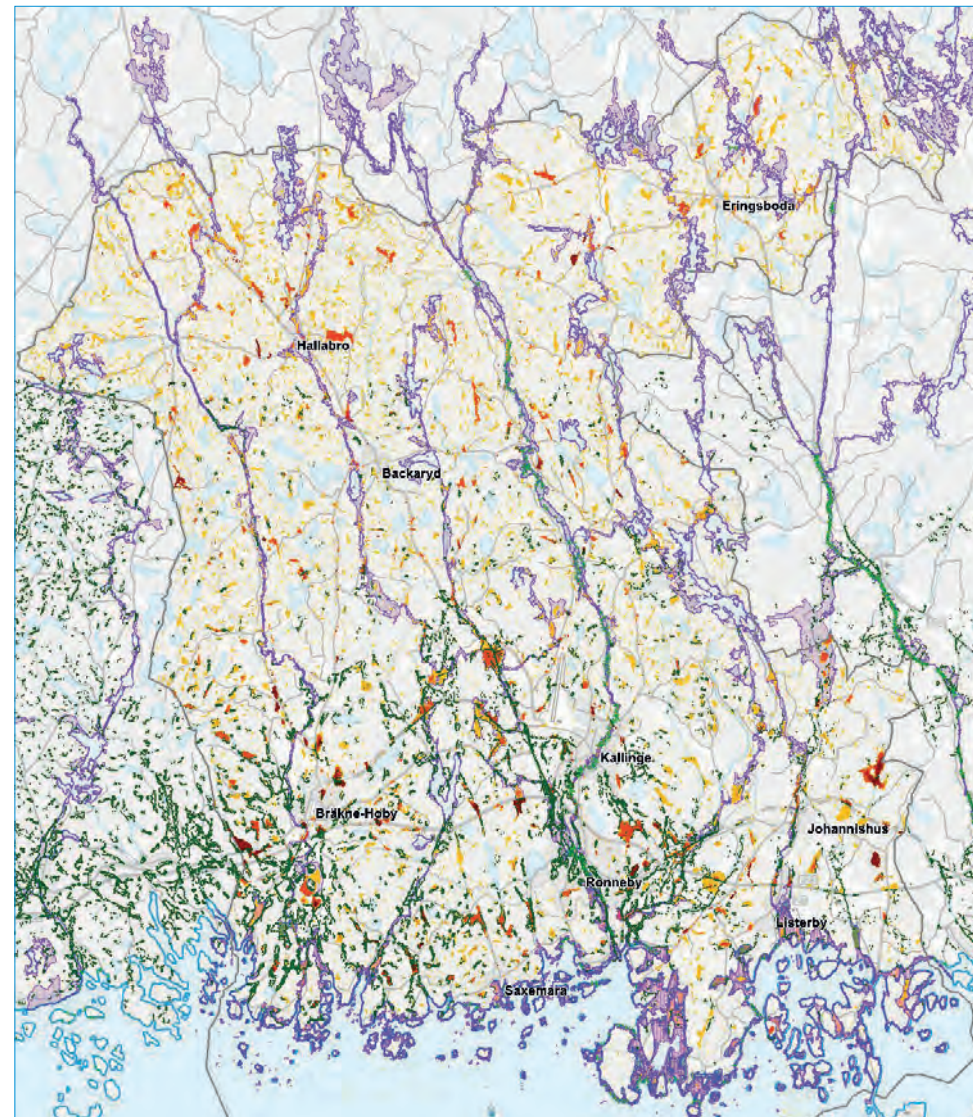 Eringsboda
Hallabro
Backaryd
Kallinge
Bräkne-Hoby
Johannishus
Ronneby
Listerby
Saxemara